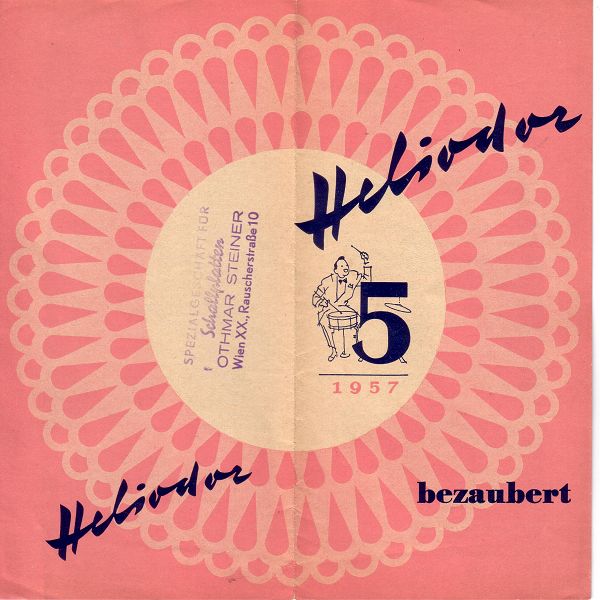 Heliodor
5
1957
SPEZIALGESCHÄFT FÜR
Schallplatten
OTHMAR STEINER
Wien XX., Rauscherstraße 10
Heliodor
bezaubert